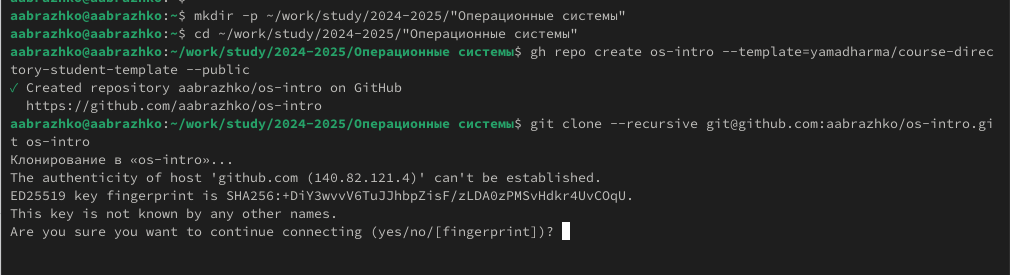 aabrazhko@aabrazhko:~$ mkdir -p ~/work/study/2024-2025/"Операционные системы"
aabrazhko@aabrazhko:~$ cd ~/work/study/2024-2025/"Операционные системы"
aabrazhko@aabrazhko:~/work/study/2024-2025/Операционные системы$ gh repo create os-intro --template=yamadharma/course-direc
tory-student-template --public
✓ Created repository aabrazhko/os-intro on GitHub
https://github.com/aabrazhko/os-intro
aabrazhko@aabrazhko:~/work/study/2024-2025/Операционные системы$ git clone --recursive git@github.com:aabrazhko/os-intro.gi
t os-intro
Клонирование в «os-intro»...
The authenticity of host 'github.com (140.82.121.4)' can't be established.
ED25519 key fingerprint is SHA256:+DiY3wvvV6TuJJhbpZisF/zLDA0zPMSvHdkr4UvCOqU.
This key is not known by any other names.
Are you sure you want to continue connecting (yes/no/[fingerprint])?